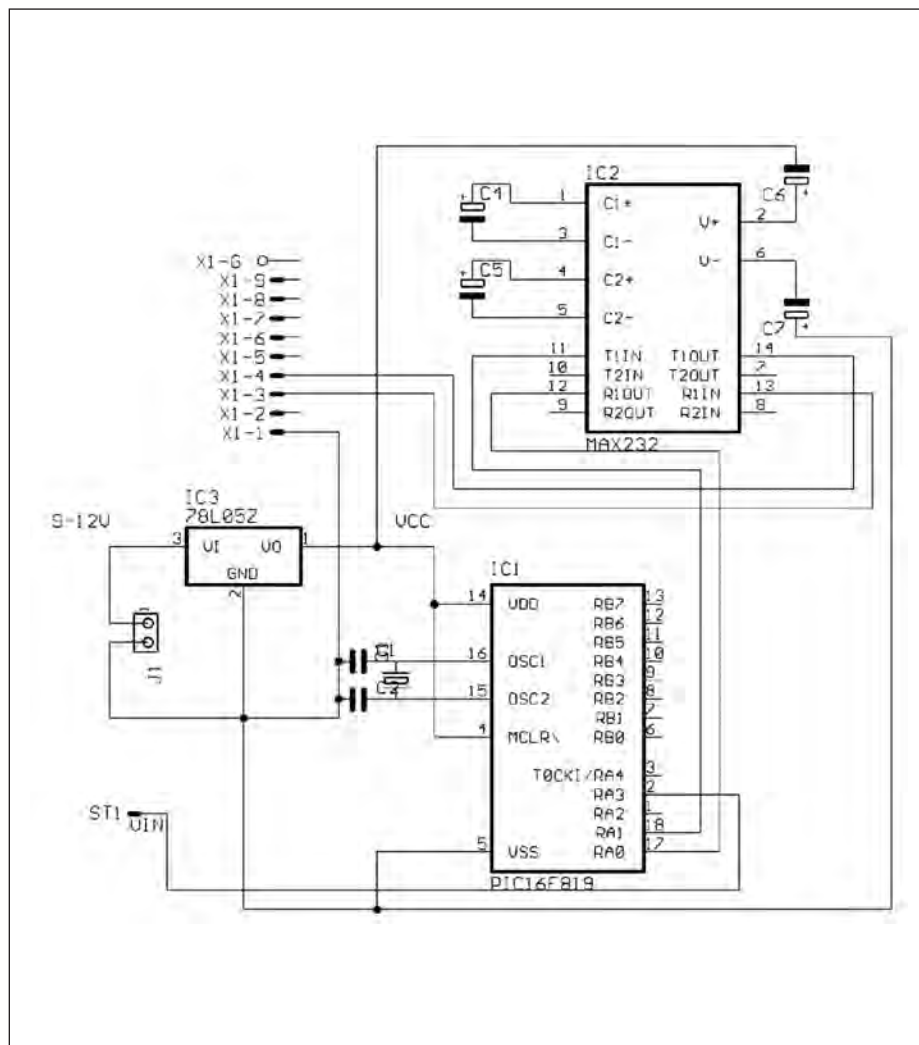 IC2
C4
1
C1+
3
C1-
C5
4
C2+
5
C2-
V+
2
C6
+
V-
6
C7
+
11
T1IN
T1OUT
14
10
T2IN
T2OUT
7
12
R1OUT
R1IN
13
9
R2OUT
R2IN
8
MAX232
X1-G
X1-9
X1-8
X1-7
X1-6
X1-5
X1-4
X1-3
X1-2
X1-1
IC3
78L05Z
9-12V
3
VI
VO
1
GND
2
VCC
J1
IC1
14
VDD
RB7
13
RB6
12
RB5
11
16
OSC1
RB4
10
RB3
9
15
OSC2
RB2
8
RB1
7
4
MCLR\
RB0
6
T0CKI/RA4
3
RA3
2
RA2
1
RA1
18
5
VSS
RA0
17
PIC16F819
C1
C2
ST1
VIN